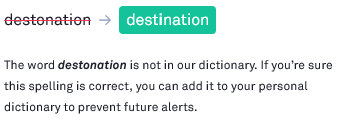 destonation → destination
The word destonation is not in our dictionary. If you're sure
this spelling is correct, you can add it to your personal
dictionary to prevent future alerts.